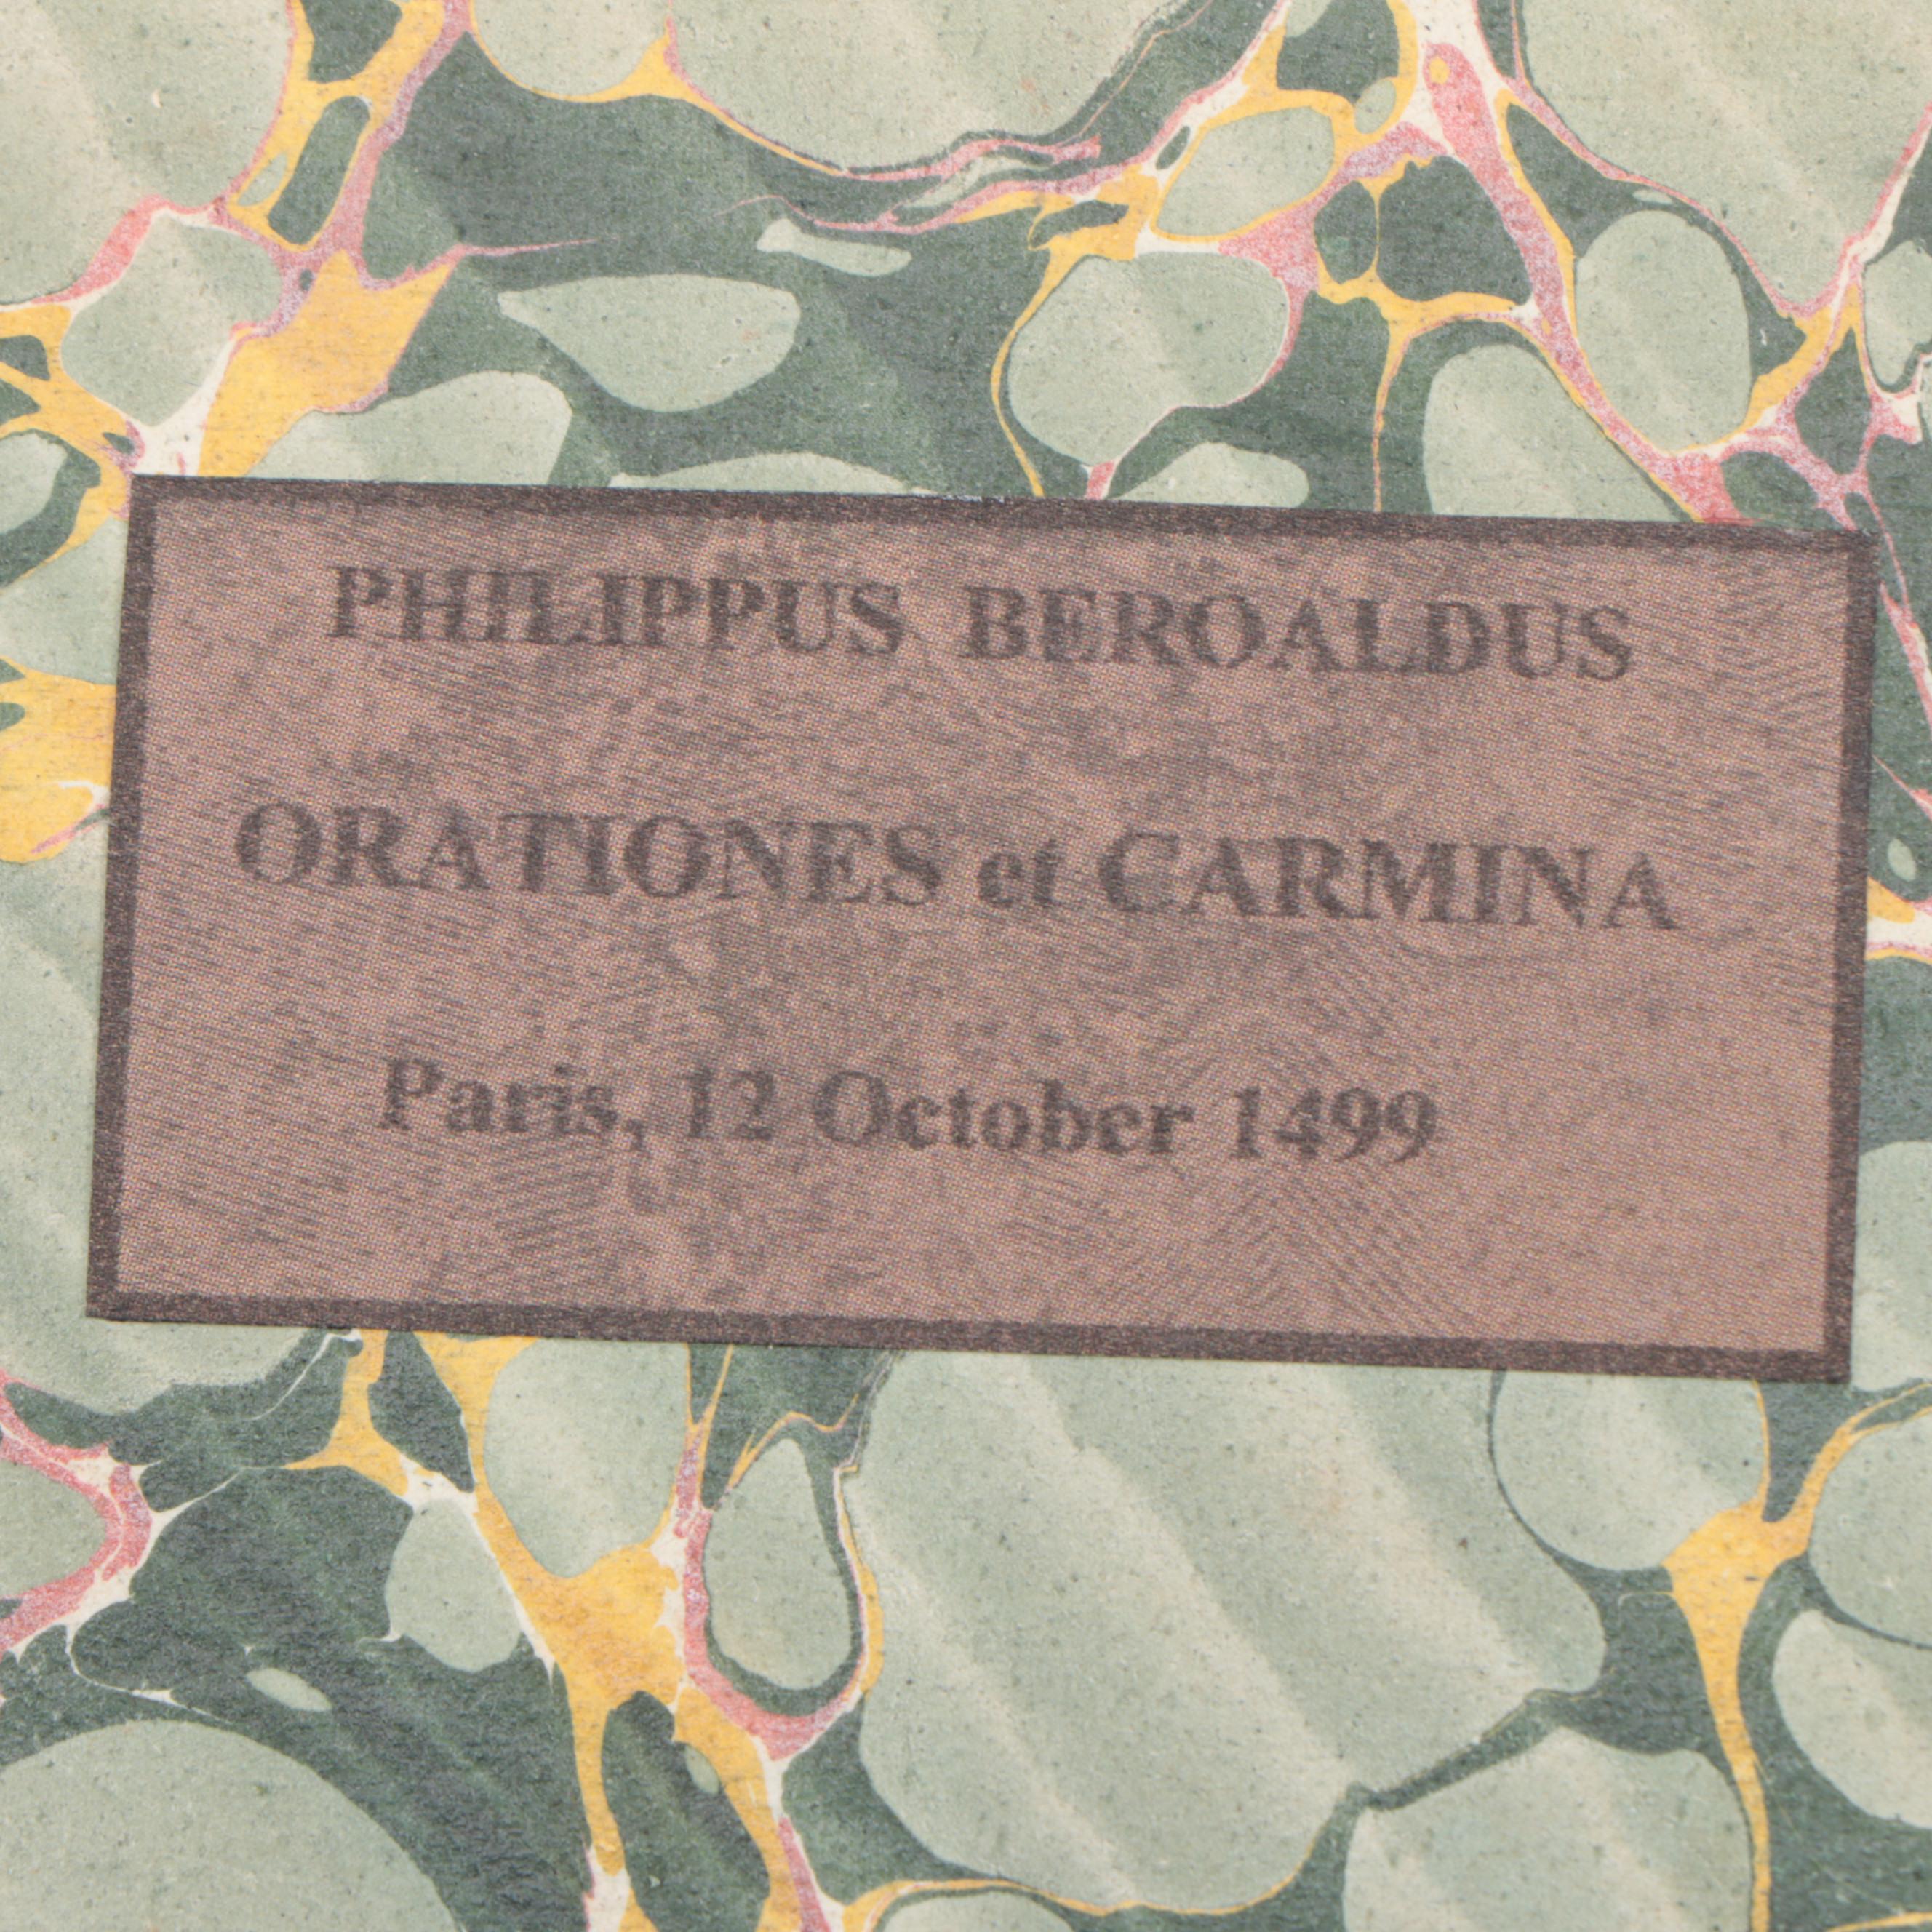 PHILIPPUS BEROALDUS
ORATIONES et CARMINA
Paris, 12 October 1499